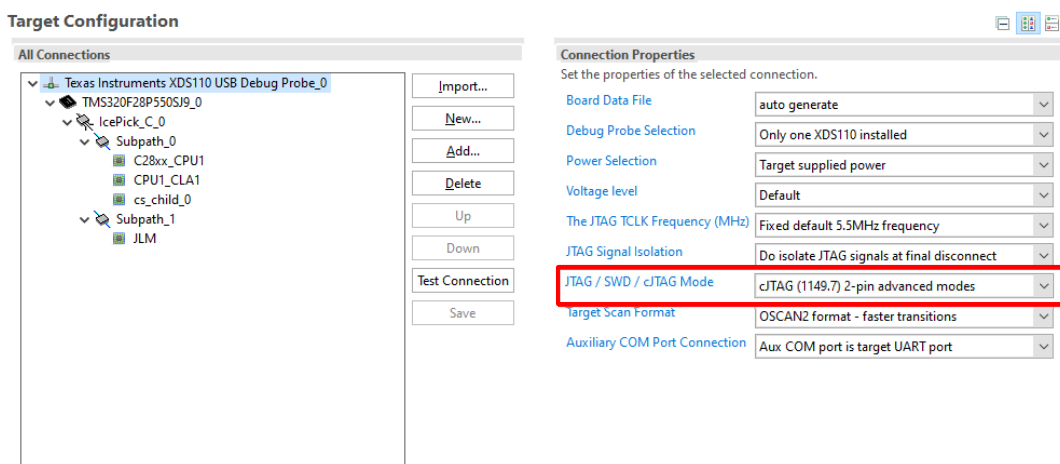 Target Configuration
All Connections
Texas Instruments XDS110 USB Debug Probe_0
TMS320F28P550SJ9_0
IcePick_C_0
Subpath_0
C28xx_CPU1
CPU1_CLA1
cs_child_0
Subpath_1
JLM
Import...
New...
Add...
Delete
Up
Down
Test Connection
Save
Connection Properties
Set the properties of the selected connection.
Board Data File auto generate
Debug Probe Selection Only one XDS110 installed
Power Selection Target supplied power
Voltage level Default
The JTAG TCLK Frequency (MHz) Fixed default 5.5MHz frequency
JTAG Signal Isolation Do isolate JTAG signals at final disconnect
JTAG / SWD / cJTAG Mode cJTAG (1149.7) 2-pin advanced modes
Target Scan Format OSCAN2 format - faster transitions
Auxiliary COM Port Connection Aux COM port is target UART port